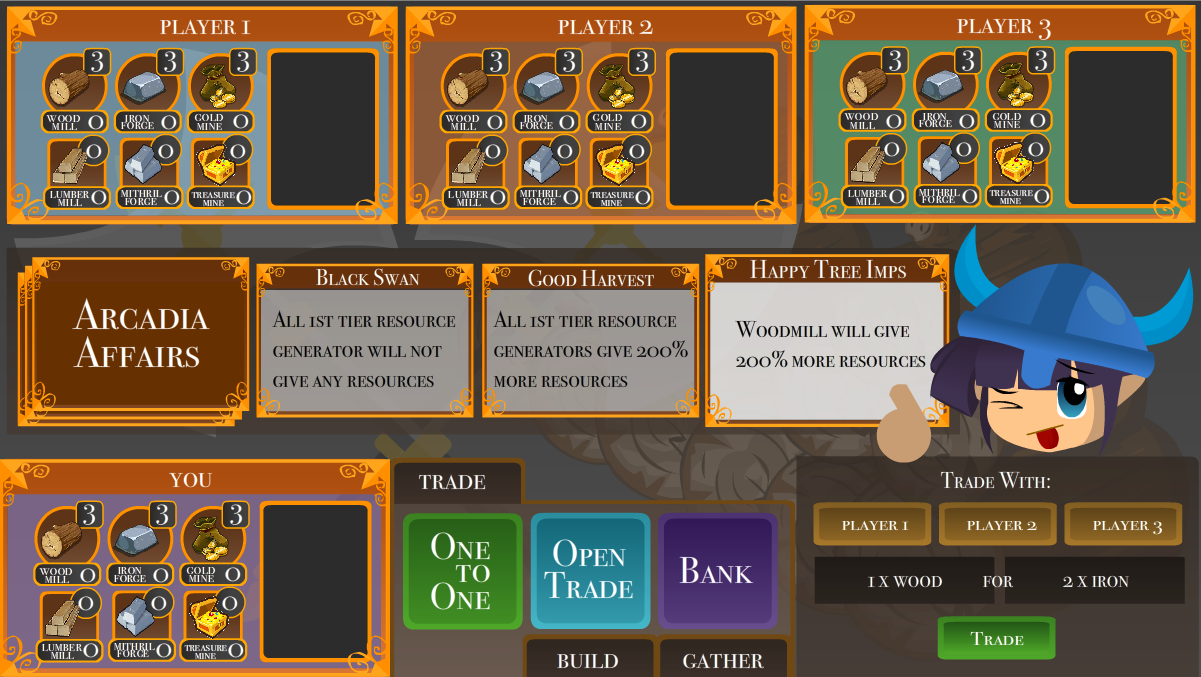 PLAYER 1
3 3 3
WOOD MILL 0 IRON FORGE 0 GOLD MINE 0
0 0 0
LUMBER MILL 0 MITHRIL FORGE 0 TREASURE MINE 0
PLAYER 2
3 3 3
WOOD MILL 0 IRON FORGE 0 GOLD MINE 0
0 0 0
LUMBER MILL 0 MITHRIL FORGE 0 TREASURE MINE 0
PLAYER 3
3 3 3
WOOD MILL 0 IRON FORGE 0 GOLD MINE 0
0 0 0
LUMBER MILL 0 MITHRIL FORGE 0 TREASURE MINE 0
ARCADIA
AFFAIRS
BLACK SWAN
ALL 1ST TIER RESOURCE
GENERATOR WILL NOT
GIVE ANY RESOURCES
GOOD HARVEST
ALL 1ST TIER RESOURCE
GENERATORS GIVE 200%
MORE RESOURCES
HAPPY TREE IMPS
WOODMILL WILL GIVE
200% MORE RESOURCES
YOU
3 3 3
WOOD MILL 0 IRON FORGE 0 GOLD MINE 0
0 0 0
LUMBER MILL 0 MITHRIL FORGE 0 TREASURE MINE 0
TRADE
ONE
TO
ONE
OPEN
TRADE
BANK
BUILD
GATHER
TRADE WITH:
PLAYER 1 PLAYER 2 PLAYER 3
1 X WOOD FOR 2 X IRON
TRADE